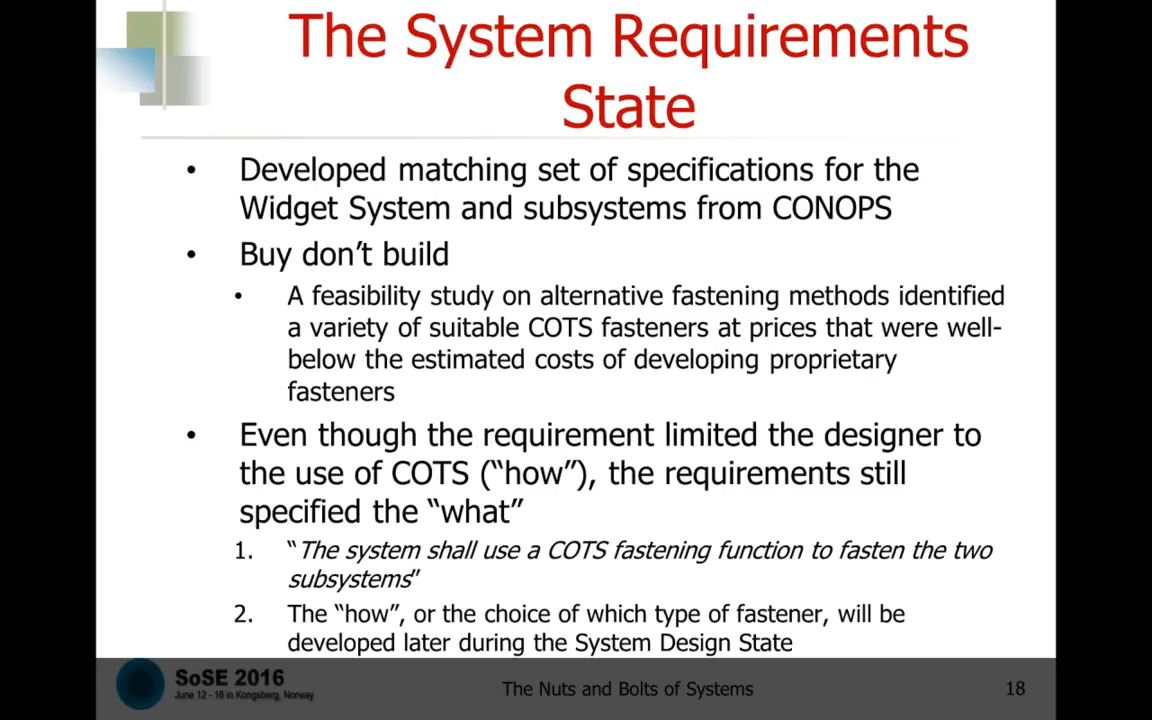 The System Requirements
State
• Developed matching set of specifications for the
Widget System and subsystems from CONOPS
• Buy don’t build
• A feasibility study on alternative fastening methods identified
a variety of suitable COTS fasteners at prices that were well-
below the estimated costs of developing proprietary
fasteners
• Even though the requirement limited the designer to
the use of COTS (“how”), the requirements still
specified the “what”
1. “The system shall use a COTS fastening function to fasten the two
subsystems”
2. The “how”, or the choice of which type of fastener, will be
developed later during the System Design State
SoSE 2016
June 12 - 16 in Kongsberg, Norway
The Nuts and Bolts of Systems
18